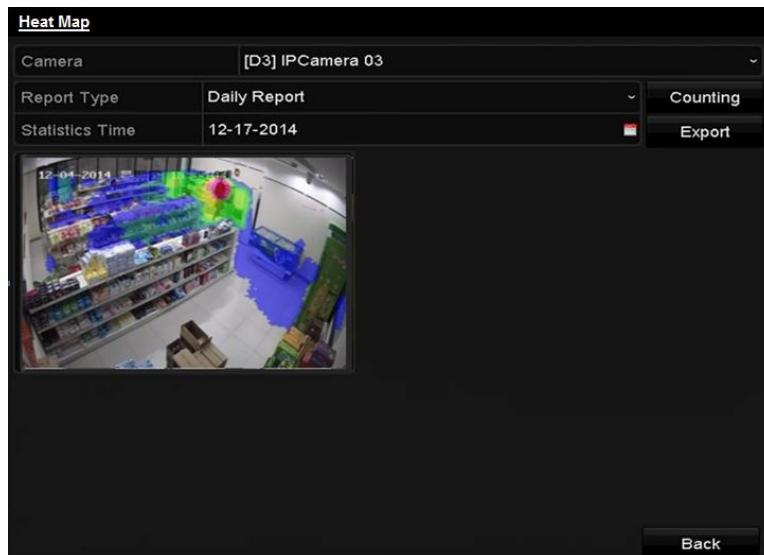 Heat Map
Camera [D3] IPCamera 03
Report Type Daily Report Counting
Statistics Time 12-17-2014 Export
12-04-2014
Back